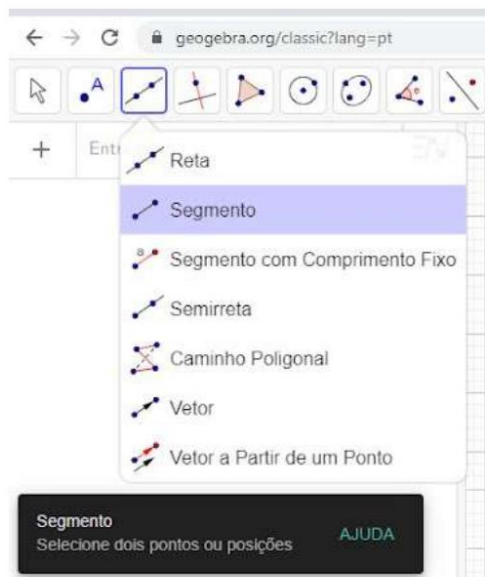 geogebra.org/classic?lang=pt
A
Entr
Reta
Segmento
a
Segmento com Comprimento Fixo
Semirreta
Caminho Poligonal
Vetor
Vetor a Partir de um Ponto
Segmento
Selecione dois pontos ou posições
AJUDA